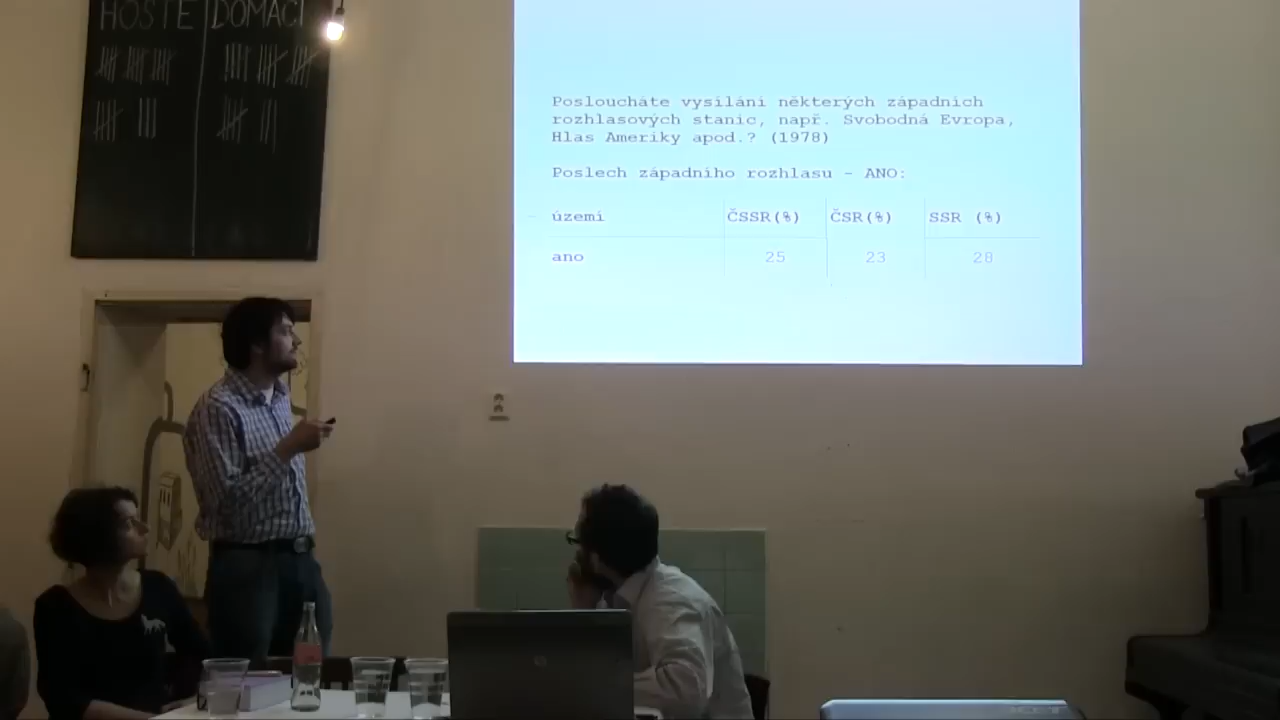 HOSTÉ DOMÁCÍ
Posloucháte vysílání některých západních
rozhlasových stanic, např. Svobodná Evropa,
Hlas Ameriky apod.? (1978)
Poslech západního rozhlasu - ANO:
území ČSSR(%) ČSR(%) SSR (%)
ano 25 23 28